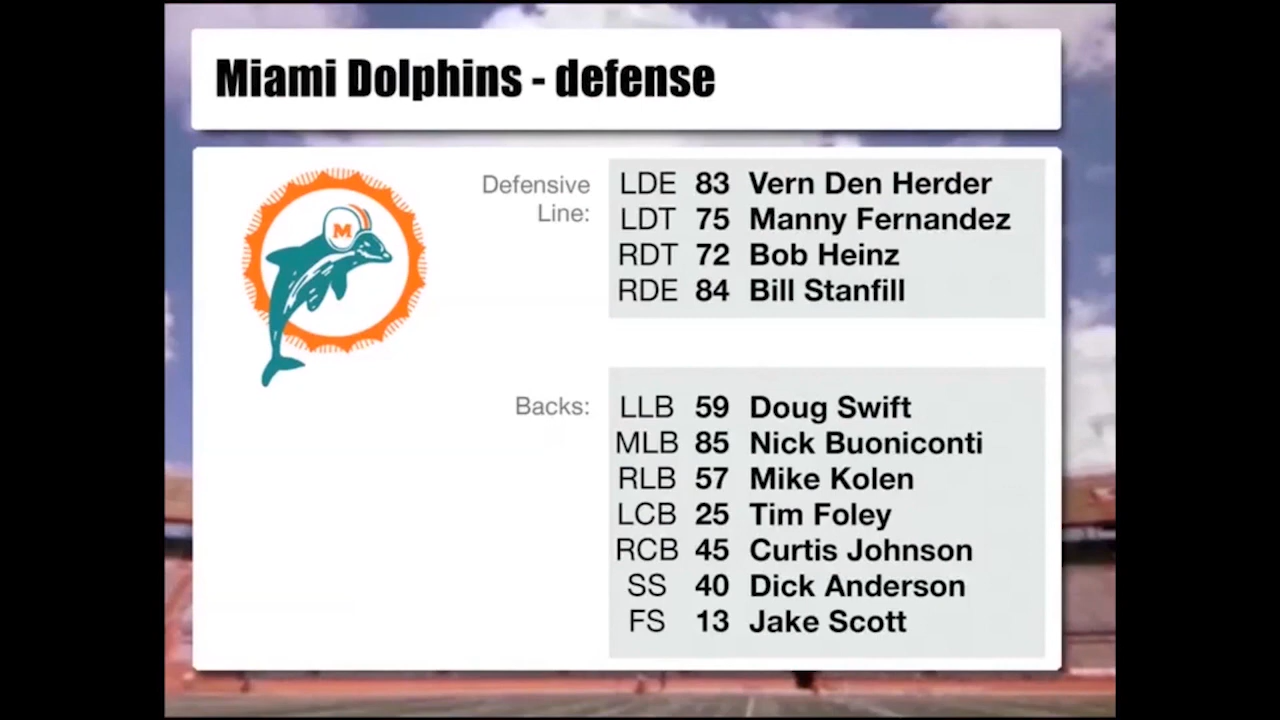 Miami Dolphins - defense
M
Defensive
Line:
LDE 83 Vern Den Herder
LDT 75 Manny Fernandez
RDT 72 Bob Heinz
RDE 84 Bill Stanfill
Backs:
LLB 59 Doug Swift
MLB 85 Nick Buoniconti
RLB 57 Mike Kolen
LCB 25 Tim Foley
RCB 45 Curtis Johnson
SS 40 Dick Anderson
FS 13 Jake Scott